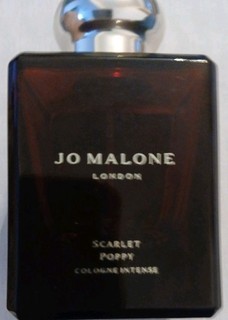 JO MALONE
LONDON
SCARLET
POPPY
COLOGNE INTENSE